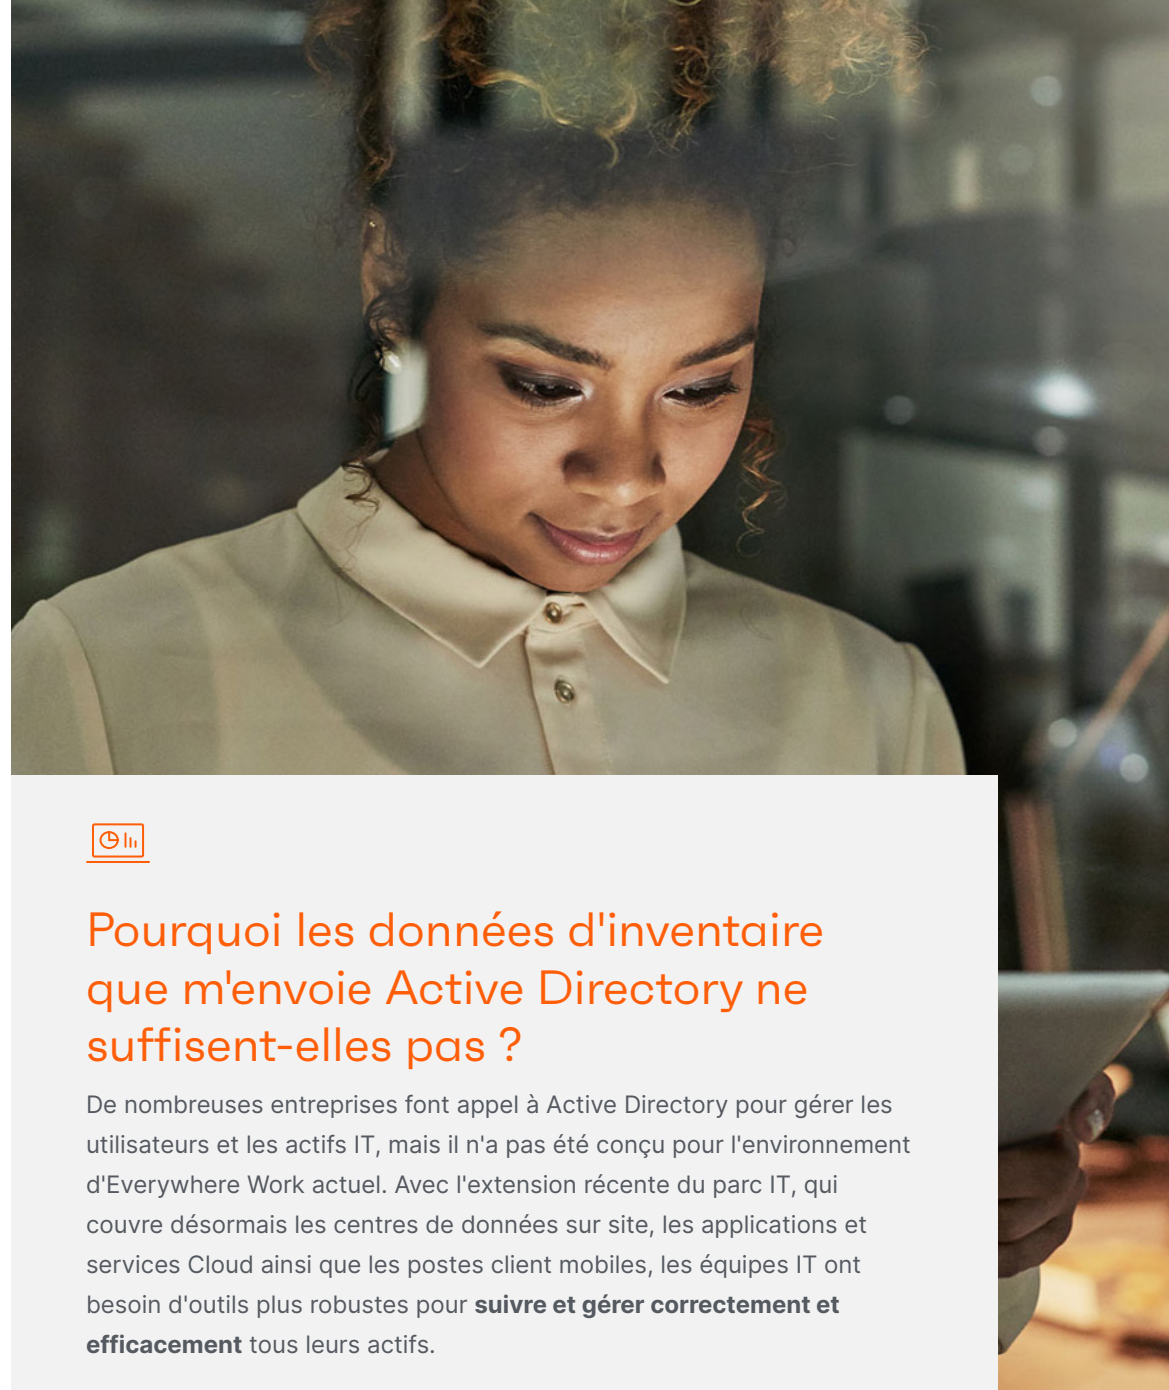 Pourquoi les données d'inventaire
que m'envoie Active Directory ne
suffisent-elles pas ?
De nombreuses entreprises font appel à Active Directory pour gérer les
utilisateurs et les actifs IT, mais il n'a pas été conçu pour l'environnement
d'Everywhere Work actuel. Avec l'extension récente du parc IT, qui
couvre désormais les centres de données sur site, les applications et
services Cloud ainsi que les postes client mobiles, les équipes IT ont
besoin d'outils plus robustes pour suivre et gérer correctement et
efficacement tous leurs actifs.